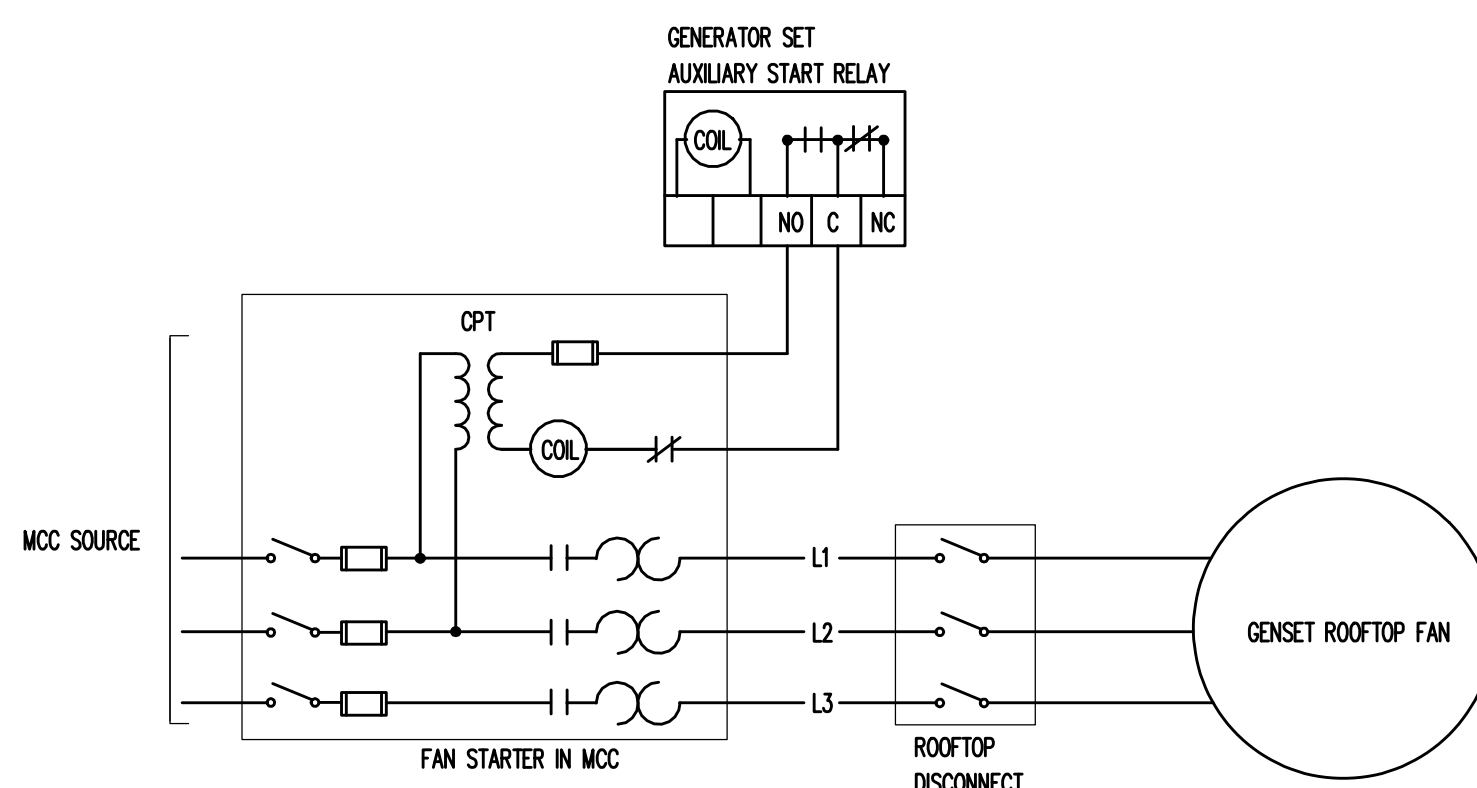 GENERATOR SET
AUXILIARY START RELAY
COIL
NO C NC
CPT
COIL
MCC SOURCE
L1
L2
GENSET ROOFTOP FAN
L3
FAN STARTER IN MCC
ROOFTOP
DISCONNECT